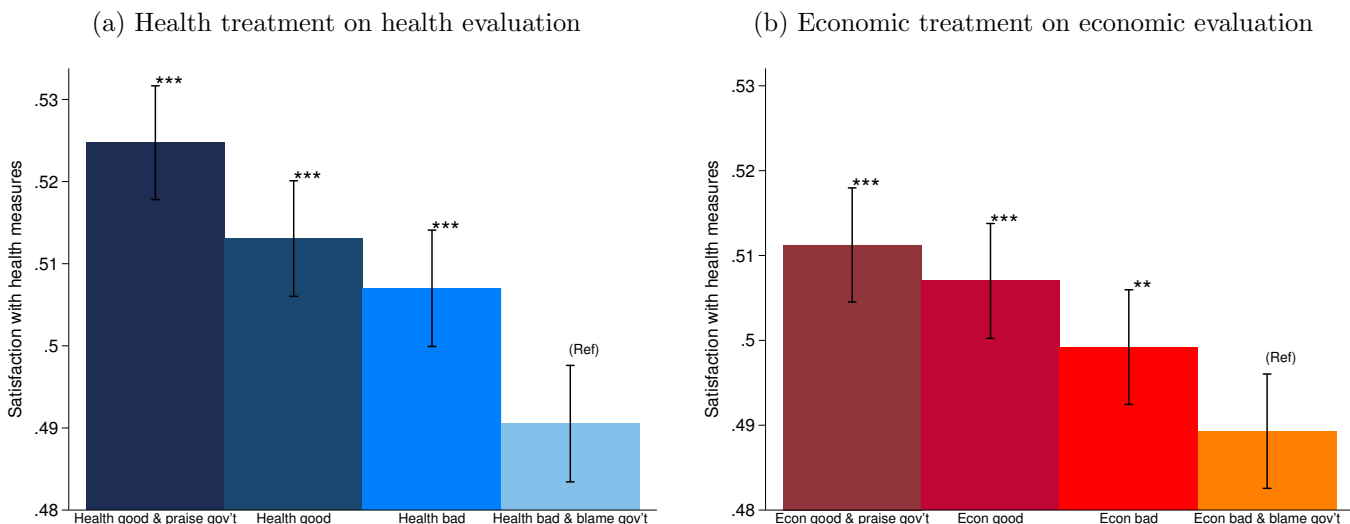 (a) Health treatment on health evaluation
Satisfaction with health measures
.53
.52
.51
.5
.49
.48
***
***
***
(Ref)
Health good & praise gov't
Health good
Health bad
Health bad & blame gov't
(b) Economic treatment on economic evaluation
Satisfaction with health measures
.53
.52
.51
.5
.49
.48
***
***
**
(Ref)
Econ good & praise gov't
Econ good
Econ bad
Econ bad & blame gov't